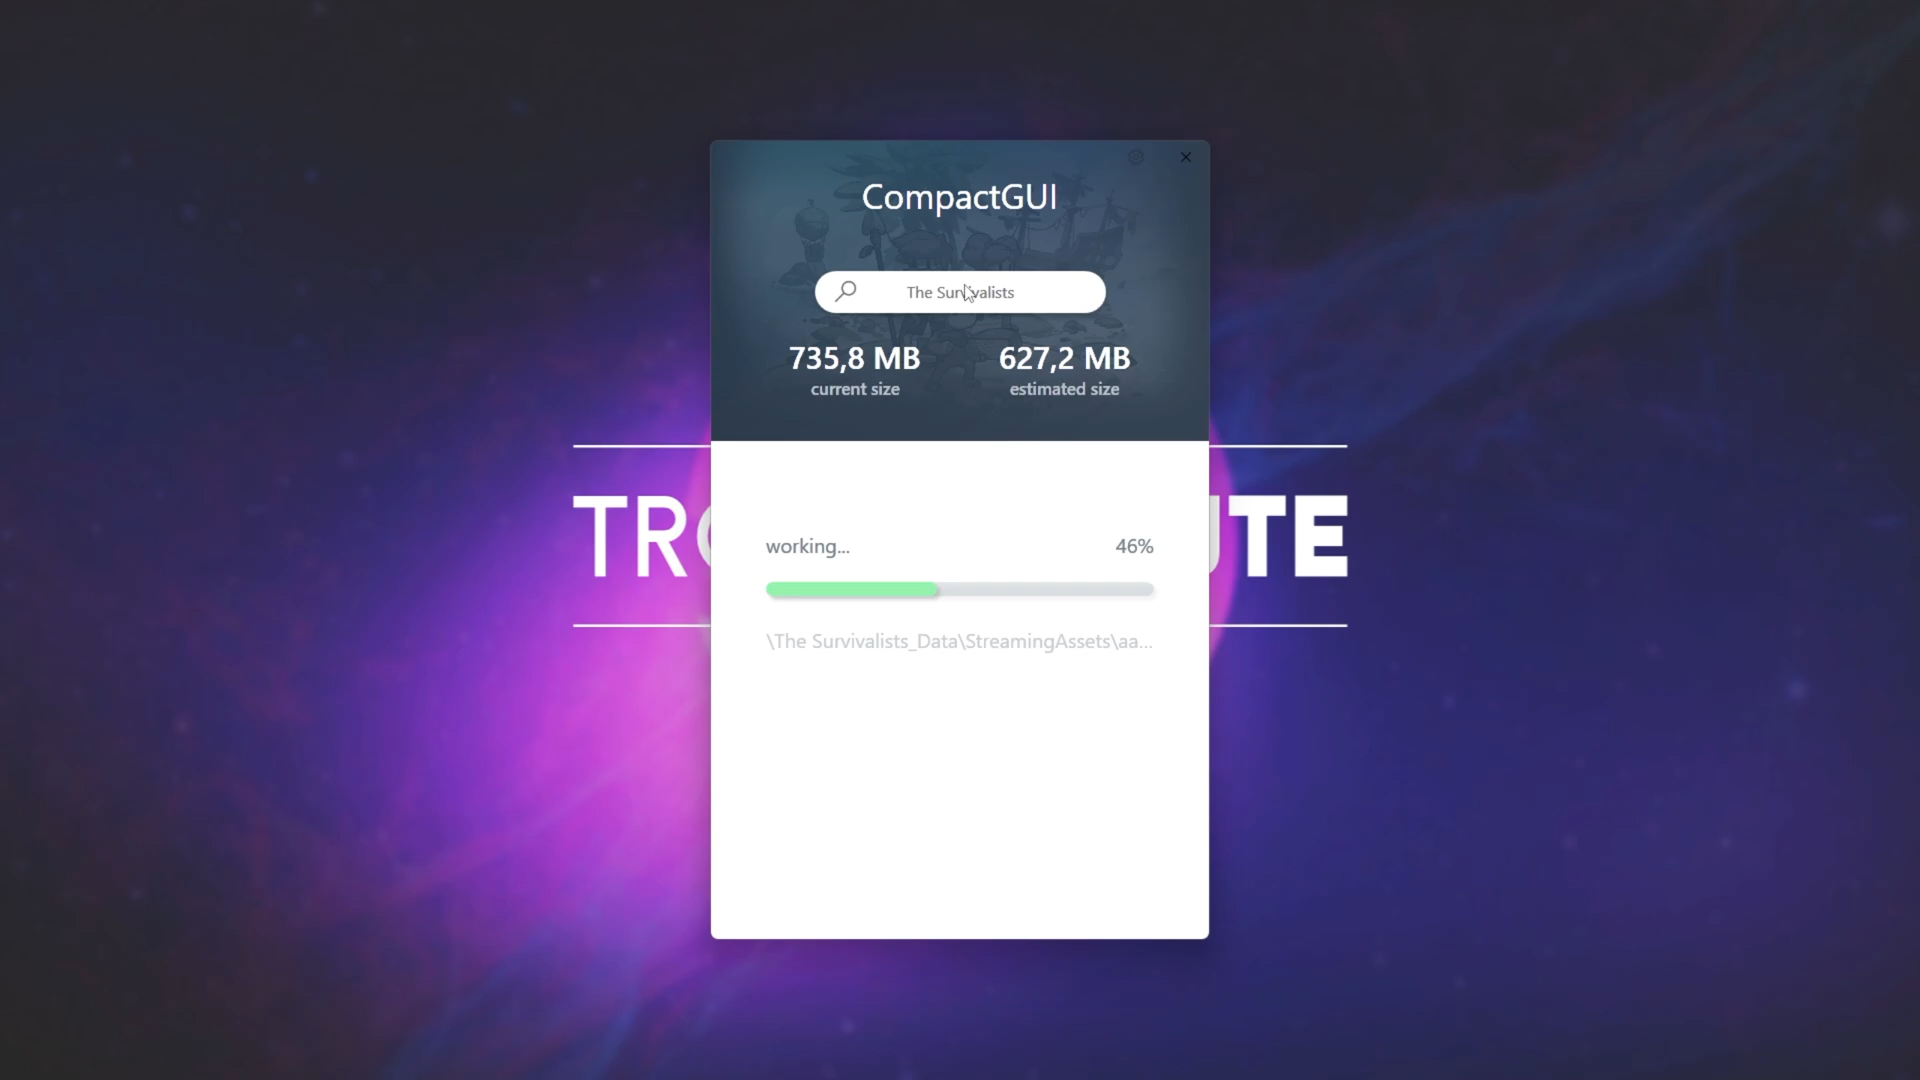 CompactGUI
The Survivalists
735,8 MB 627,2 MB
current size estimated size
TR UTE
working... 46%
\The Survivalists_Data\StreamingAssets\aa...